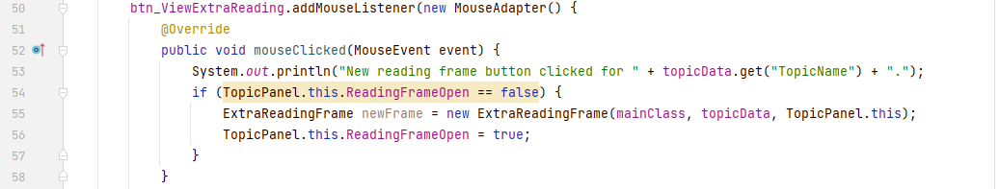 50 btn_ViewExtraReading.addMouseListener(new MouseAdapter() {
51 @Override
52 public void mouseClicked(MouseEvent event) {
53 System.out.println("New reading frame button clicked for " + topicData.get("TopicName") + ".");
54 if (TopicPanel.this.ReadingFrameOpen == false) {
55 ExtraReadingFrame newFrame = new ExtraReadingFrame(mainClass, topicData, TopicPanel.this);
56 TopicPanel.this.ReadingFrameOpen = true;
57 }
58 }